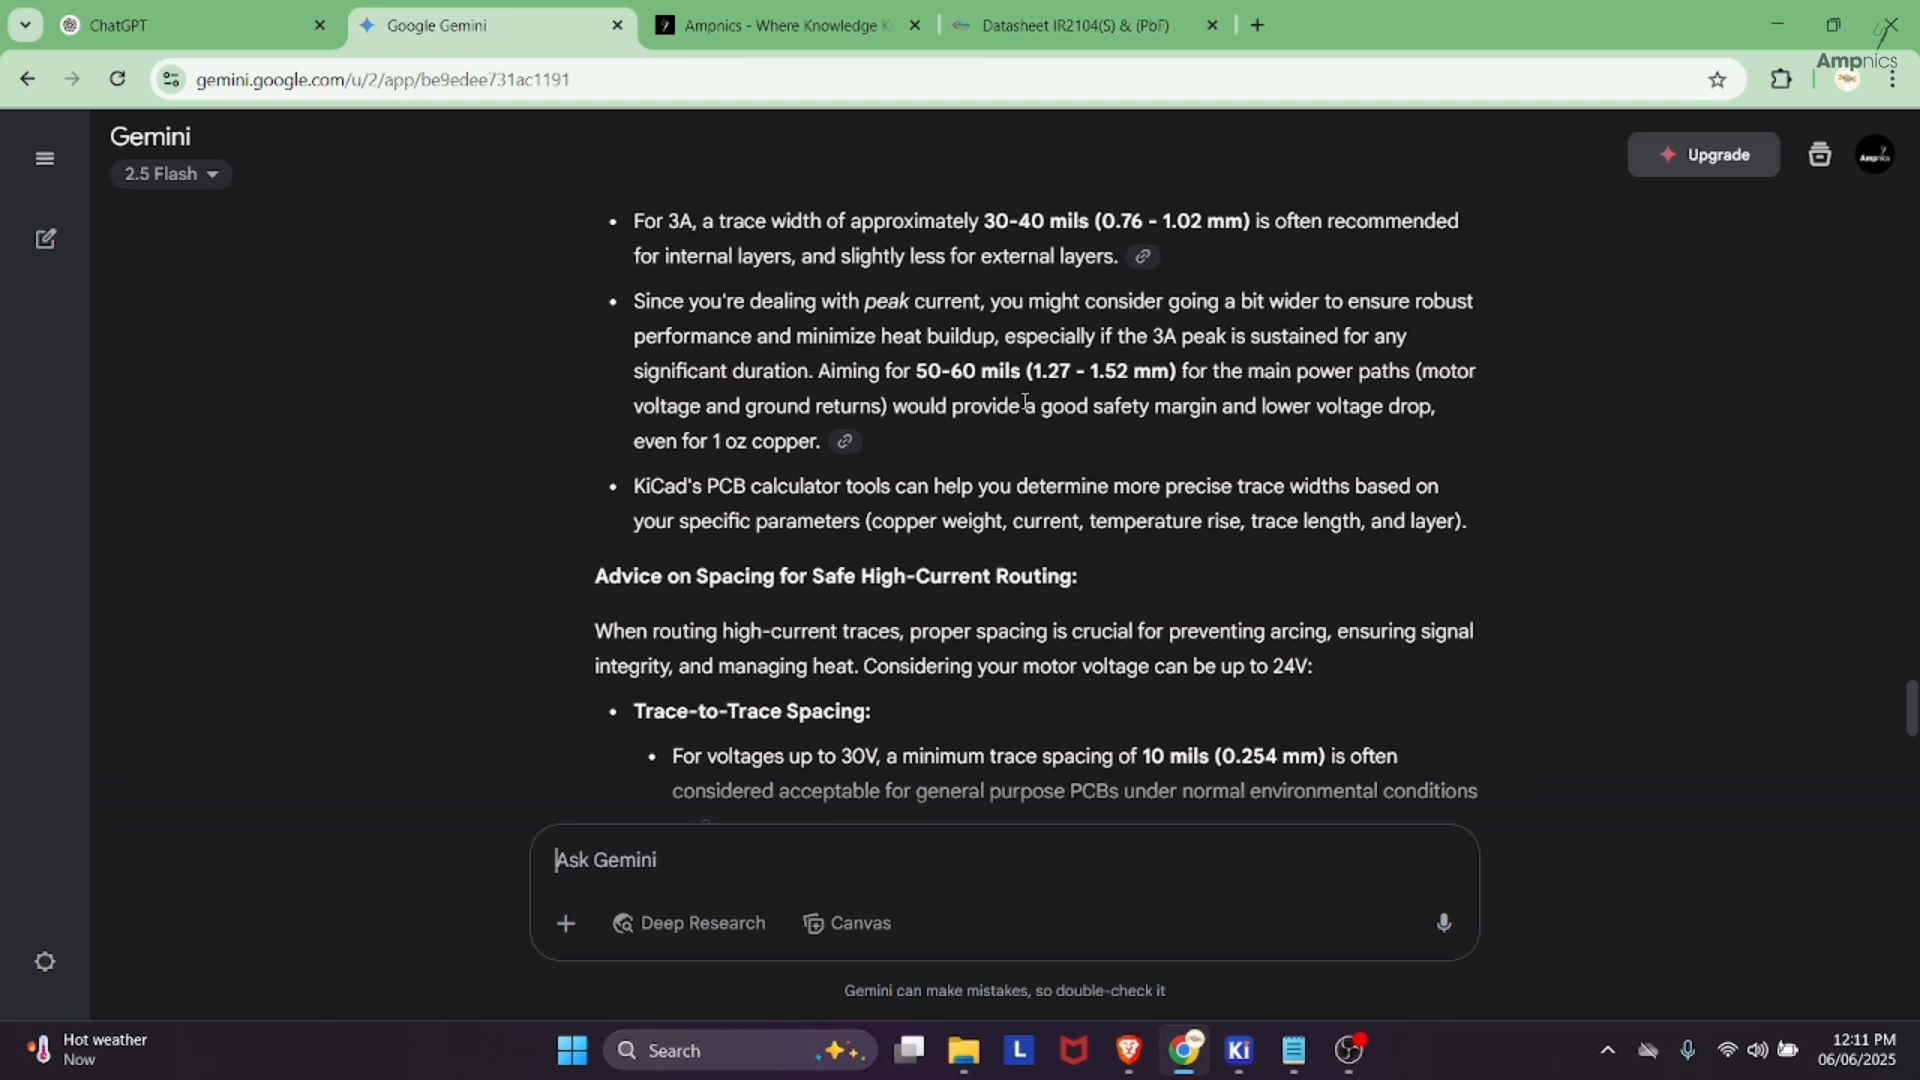 ChatGPT
Google Gemini
Ampnics - Where Knowledge K
Datasheet IR2104(S) & (PbF)
Ampnics
gemini.google.com/u/2/app/be9edee731ac1191
Gemini
2.5 Flash
Upgrade
Ampnics
• For 3A, a trace width of approximately 30-40 mils (0.76 - 1.02 mm) is often recommended
for internal layers, and slightly less for external layers.
• Since you're dealing with peak current, you might consider going a bit wider to ensure robust
performance and minimize heat buildup, especially if the 3A peak is sustained for any
significant duration. Aiming for 50-60 mils (1.27 - 1.52 mm) for the main power paths (motor
voltage and ground returns) would provide a good safety margin and lower voltage drop,
even for 1 oz copper.
• KiCad's PCB calculator tools can help you determine more precise trace widths based on
your specific parameters (copper weight, current, temperature rise, trace length, and layer).
Advice on Spacing for Safe High-Current Routing:
When routing high-current traces, proper spacing is crucial for preventing arcing, ensuring signal
integrity, and managing heat. Considering your motor voltage can be up to 24V:
• Trace-to-Trace Spacing:
• For voltages up to 30V, a minimum trace spacing of 10 mils (0.254 mm) is often
considered acceptable for general purpose PCBs under normal environmental conditions
Ask Gemini
Deep Research
Canvas
Gemini can make mistakes, so double-check it
Hot weather
Now
Search
L
Ki
12:11 PM
06/06/2025